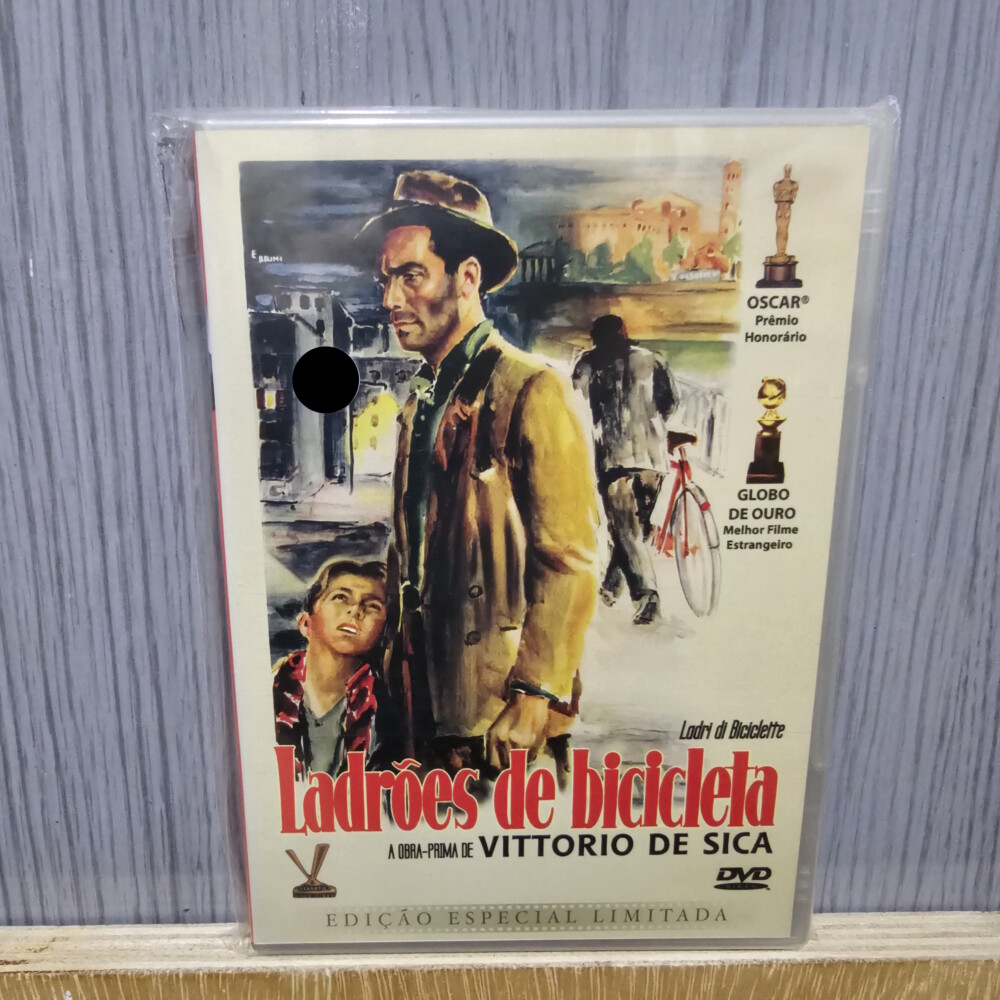 OSCAR®
Prêmio
Honorário
GLOBO
DE OURO
Melhor Filme
Estrangeiro
Ladri di Biciclette
Ladrões de bicicleta
A OBRA-PRIMA DE VITTORIO DE SICA
DVD
EDIÇÃO ESPECIAL LIMITADA